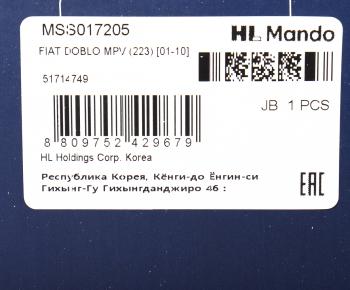 MSS017205
HL Mando
FIAT DOBLO MPV (223) [01-10]
51714749
JB 1 PCS
8 809752 429679
HL Holdings Corp. Korea
Республика Корея, Кёнги-до Ёнгин-си
Гихынг-Гу Гихынгданджиро 46 :
EAC